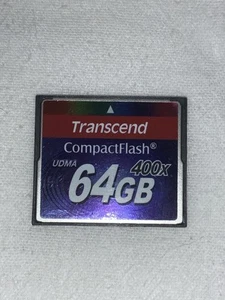 Transcend
CompactFlash®
UDMA 400x
64GB